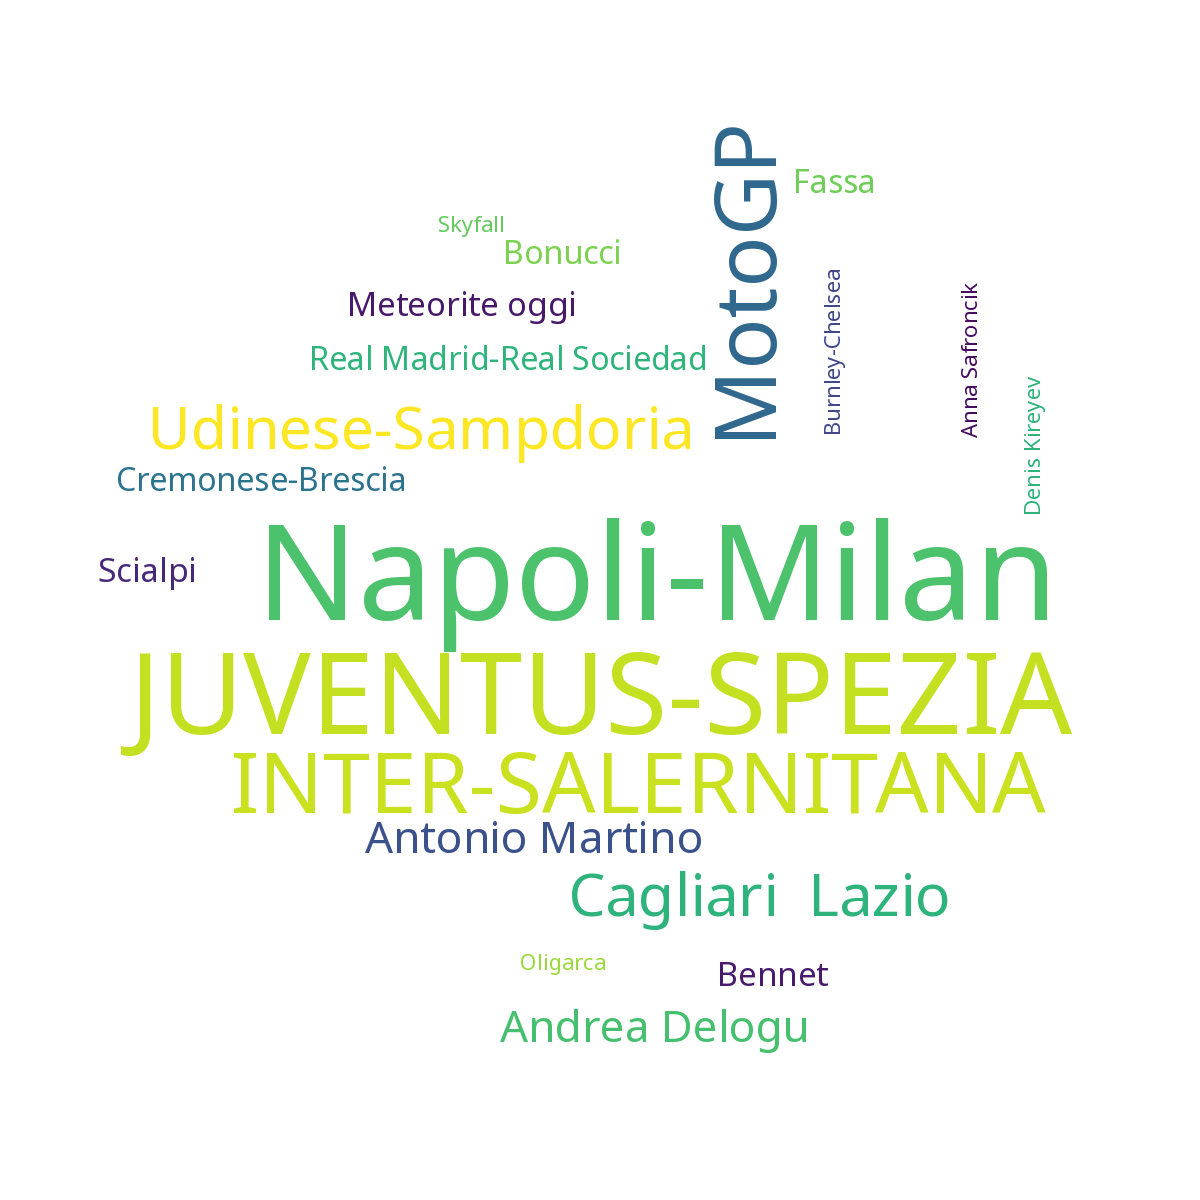 MotoGP
Fassa
Skyfall
Bonucci
Burnley-Chelsea
Anna Safroncik
Meteorite oggi
Real Madrid-Real Sociedad
Denis Kireyev
Udinese-Sampdoria
Cremonese-Brescia
Napoli-Milan
Scialpi
JUVENTUS-SPEZIA
INTER-SALERNITANA
Antonio Martino
Cagliari  Lazio
Oligarca
Bennet
Andrea Delogu